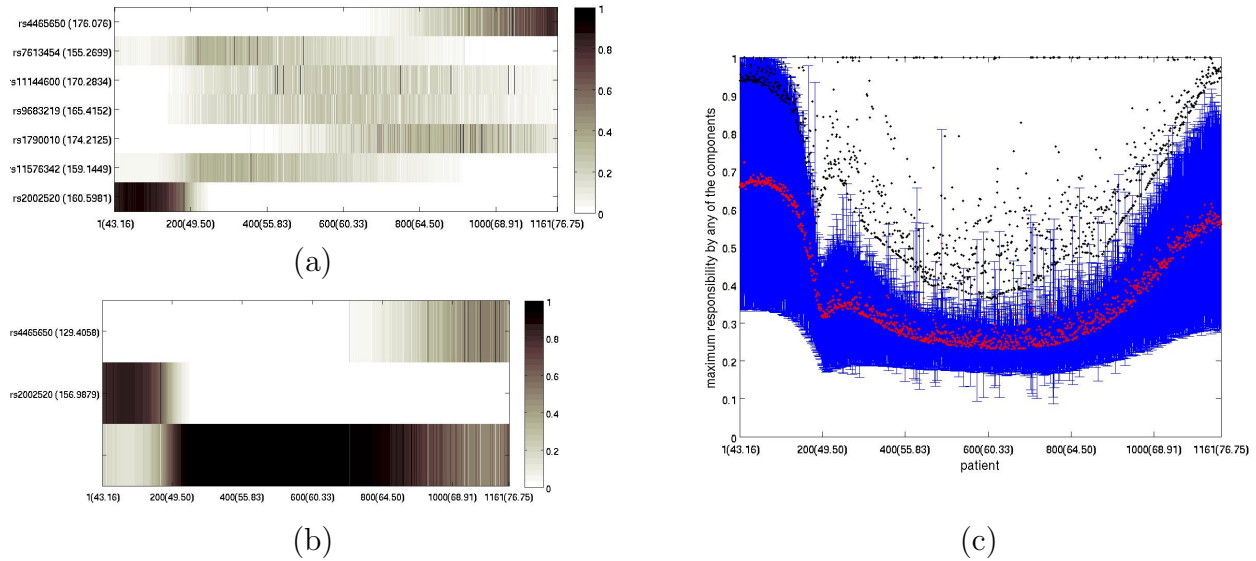 rs4465650 (176.076)
rs7613454 (155.2699)
's11144600 (170.2834)
rs9683219 (165.4152)
rs1790010 (174.2125)
's11576342 (159.1449)
rs2002520 (160.5981)
1(43.16) 200(49.50) 400(55.83) 600(60.33) 800(64.50) 1000(68.91) 1161(76.75)
1
0.8
0.6
0.4
0.2
0
(a)
rs4465650 (129.4058)
rs2002520 (156.9879)
1(43.16) 200(49.50) 400(55.83) 600(60.33) 800(64.50) 1000(68.91) 1161(76.75)
1
0.8
0.6
0.4
0.2
0
(b)
maximum responsibility by any of the components
1
0.9
0.8
0.7
0.6
0.5
0.4
0.3
0.2
0.1
0
1(43.16) 200(49.50) 400(55.83) 600(60.33) 800(64.50) 1000(68.91) 1161(76.75)
patient
(c)